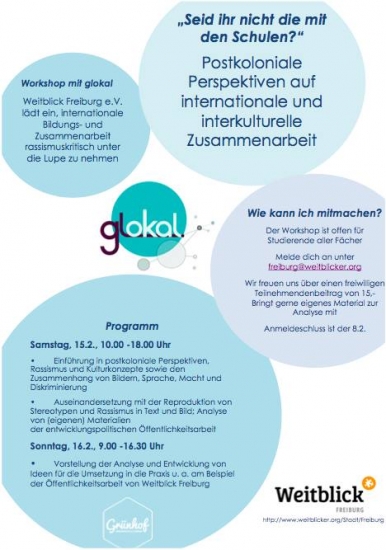 „Seid ihr nicht die mit
den Schulen?“
Postkoloniale
Perspektiven auf
internationale und
interkulturelle
Zusammenarbeit
Workshop mit glokal
Weitblick Freiburg e.V.
lädt ein, internationale
Bildungs- und
Zusammenarbeit
rassismuskritisch unter
die Lupe zu nehmen
glokal.
Wie kann ich mitmachen?
Der Workshop ist offen für
Studierende aller Fächer
Melde dich an unter
freiburg@weitblicker.org
Wir freuen uns über einen freiwilligen
Teilnehmendenbeitrag von 15,-
Bringt gerne eigenes Material zur
Analyse mit
Anmeldeschluss ist der 8.2.
Programm
Samstag, 15.2., 10.00 -18.00 Uhr
• Einführung in postkoloniale Perspektiven,
Rassismus und Kulturkonzepte sowie den
Zusammenhang von Bildern, Sprache, Macht und
Diskriminierung
• Auseinandersetzung mit der Reproduktion von
Stereotypen und Rassismus in Text und Bild; Analyse
von (eigenen) Materialien
der entwicklungspolitischen Öffentlichkeitsarbeit
Sonntag, 16.2., 9.00 -16.30 Uhr
• Vorstellung der Analyse und Entwicklung von
Ideen für die Umsetzung in die Praxis u. a. am Beispiel
der Öffentlichkeitsarbeit von Weitblick Freiburg
Grünhof
Weitblick
FREIBURG
http://www.weitblicker.org/Stadt/Freiburg